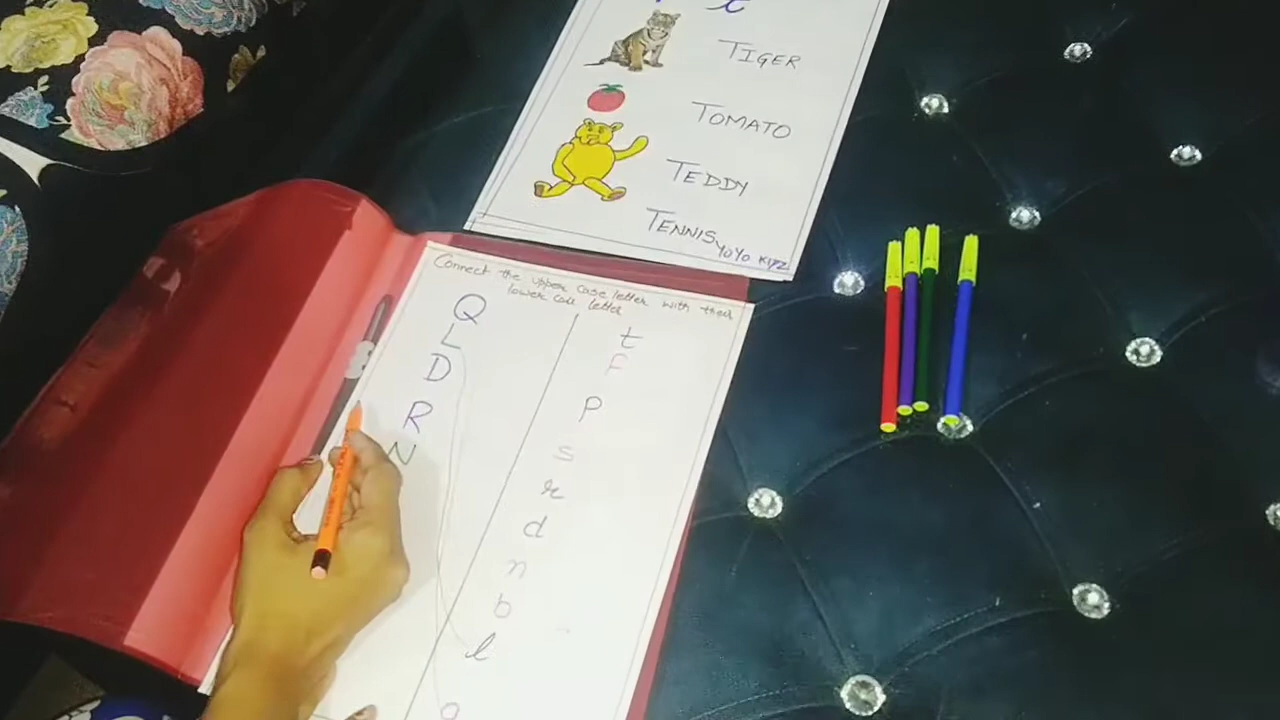 t
TIGER
TOMATO
TEDDY
TENNIS
YOYO KIDZ
Connect the upper case letter with their
lower case letter
Q t
L F
D P
R s
N r
d
n
b
l